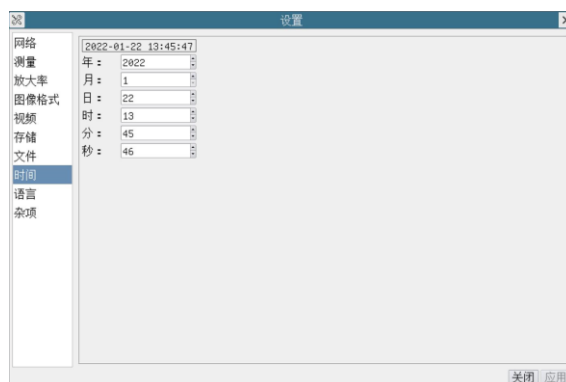 设置
网络
测量
放大率
图像格式
视频
存储
文件
时间
语言
杂项
2022-01-22 13:45:47
年: 2022
月: 1
日: 22
时: 13
分: 45
秒: 46
关闭 应用